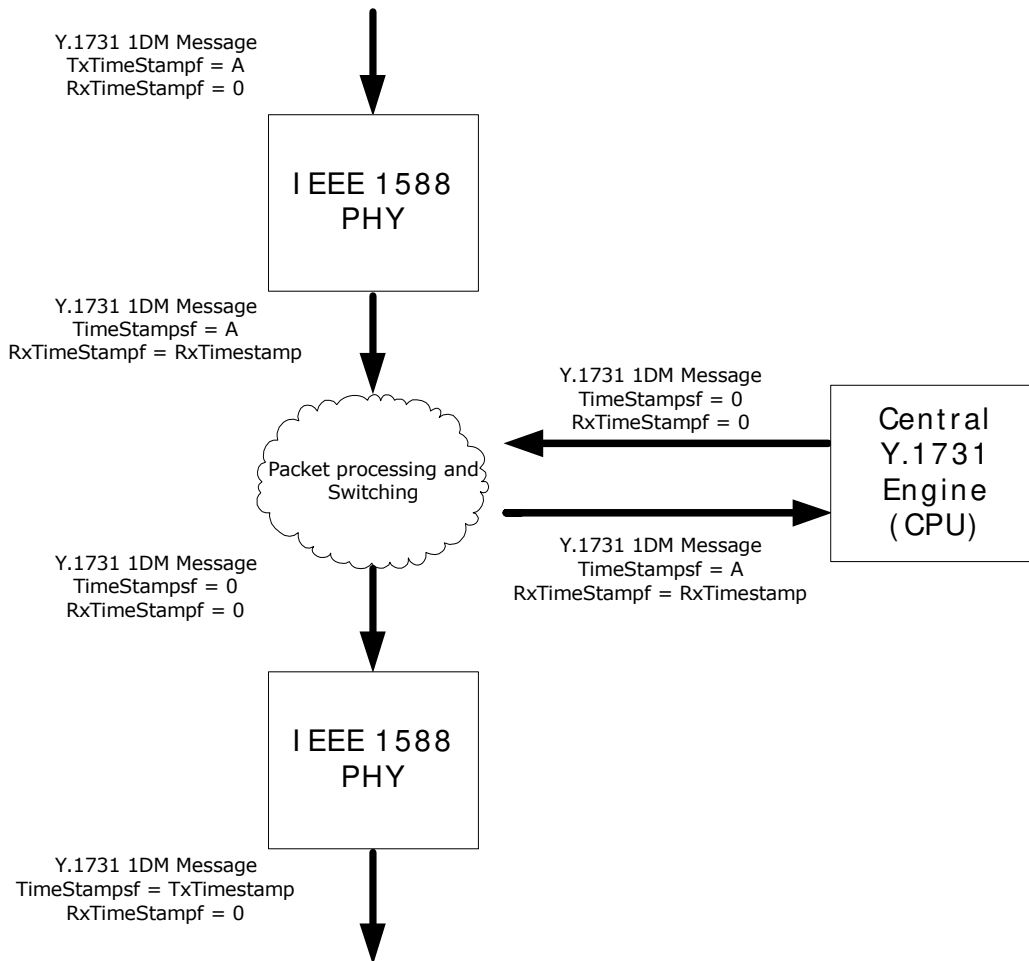 Y.1731 1DM Message
TxTimeStampf = A
RxTimeStampf = 0
IEEE 1588
PHY
Y.1731 1DM Message
TimeStampsf = A
RxTimeStampf = RxTimestamp
Y.1731 1DM Message
TimeStampsf = 0
RxTimeStampf = 0
Central
Y.1731
Engine
(CPU)
Packet processing and
Switching
Y.1731 1DM Message
TimeStampsf = A
RxTimeStampf = RxTimestamp
Y.1731 1DM Message
TimeStampsf = 0
RxTimeStampf = 0
IEEE 1588
PHY
Y.1731 1DM Message
TimeStampsf = TxTimestamp
RxTimeStampf = 0